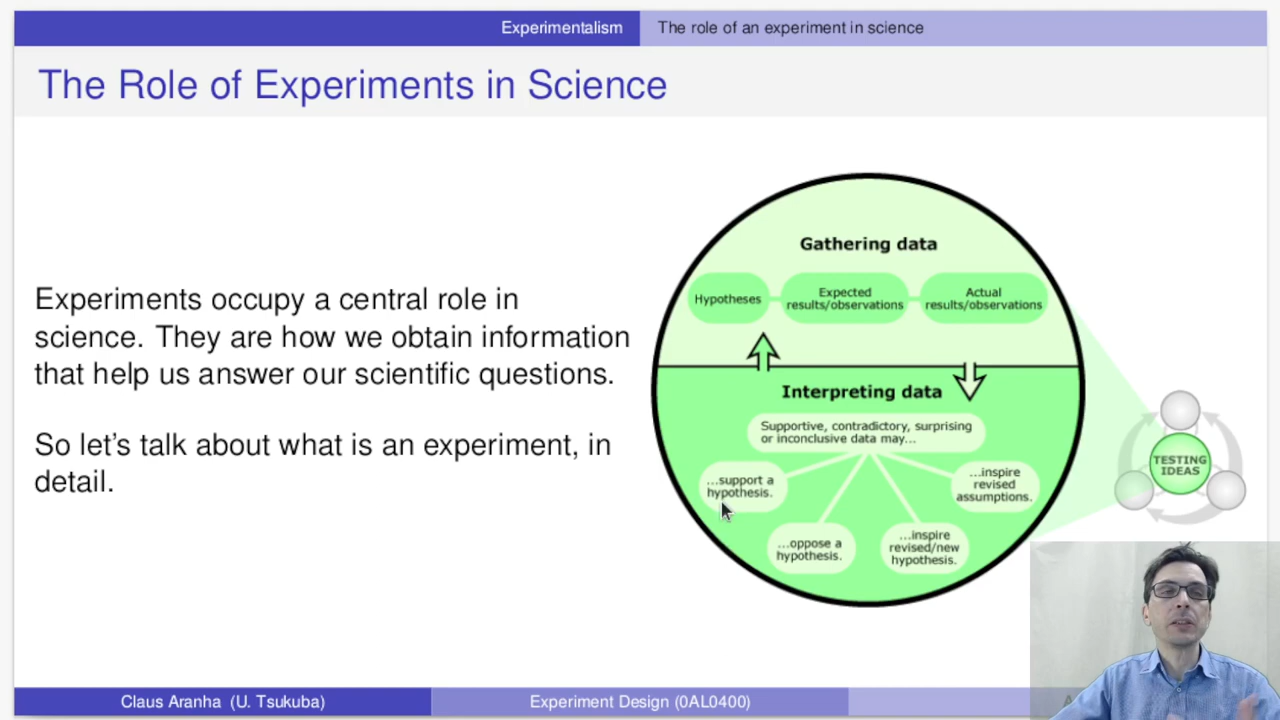 Experimentalism
The role of an experiment in science
The Role of Experiments in Science
Experiments occupy a central role in
science. They are how we obtain information
that help us answer our scientific questions.
So let's talk about what is an experiment, in
detail.
Gathering data
Hypotheses
Expected
results/observations
Actual
results/observations
Interpreting data
Supportive, contradictory, surprising
or inconclusive data may...
...support a
hypothesis.
...oppose a
hypothesis.
...inspire
revised/new
hypothesis.
...inspire
revised
assumptions.
TESTING
IDEAS
Claus Aranha (U. Tsukuba)
Experiment Design (0AL0400)